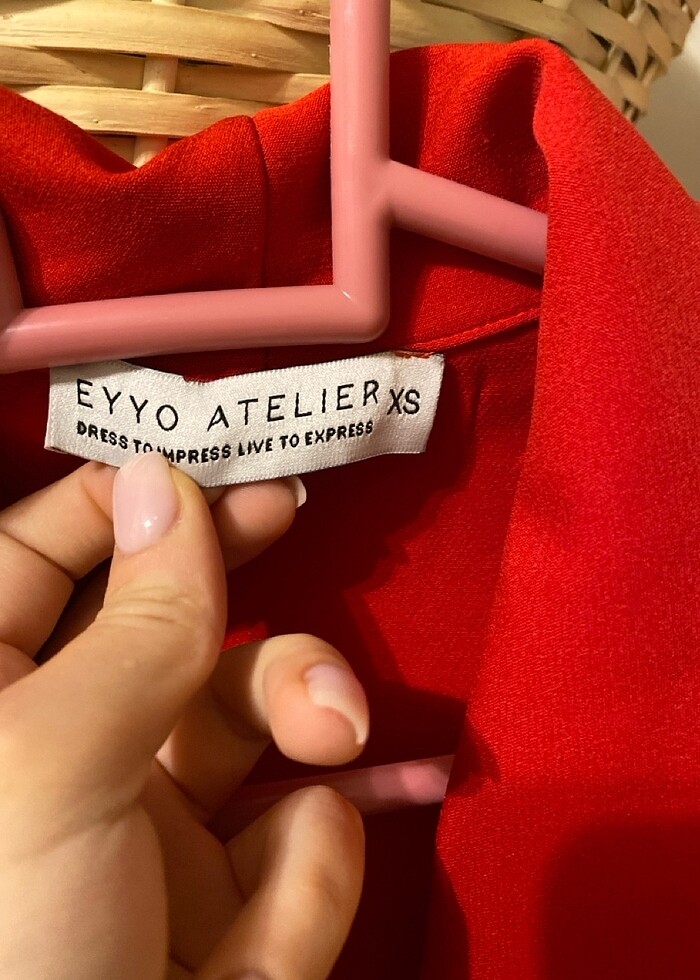 EYYO ATELIER XS
DRESS TO IMPRESS LIVE TO EXPRESS